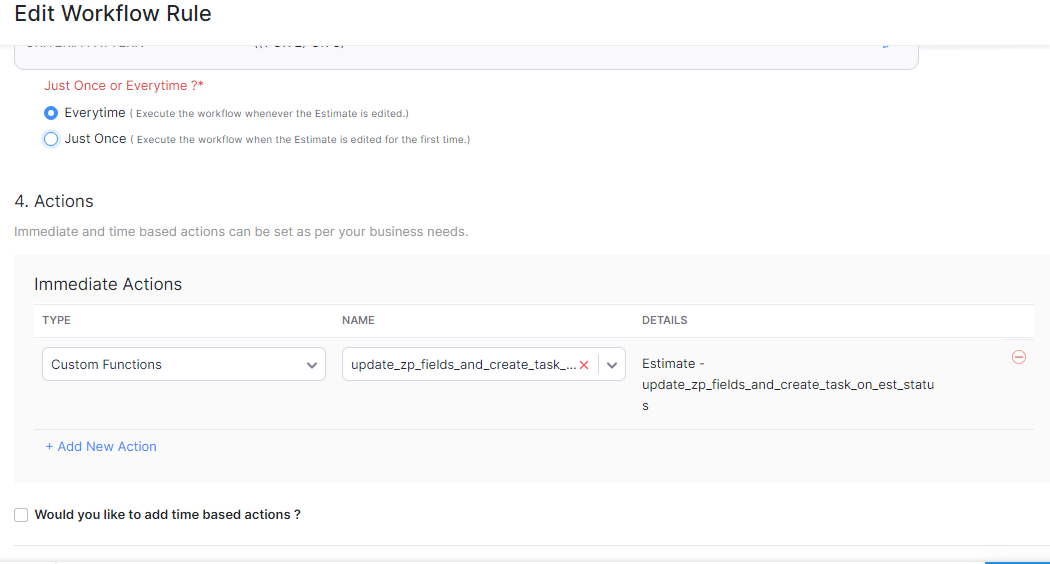 Edit Workflow Rule
Just Once or Everytime ?*
Everytime ( Execute the workflow whenever the Estimate is edited.)
Just Once ( Execute the workflow when the Estimate is edited for the first time.)
4. Actions
Immediate and time based actions can be set as per your business needs.
Immediate Actions
TYPE NAME DETAILS
Custom Functions update_zp_fields_and_create_task_... Estimate -
update_zp_fields_and_create_task_on_est_statu
s
+ Add New Action
Would you like to add time based actions ?